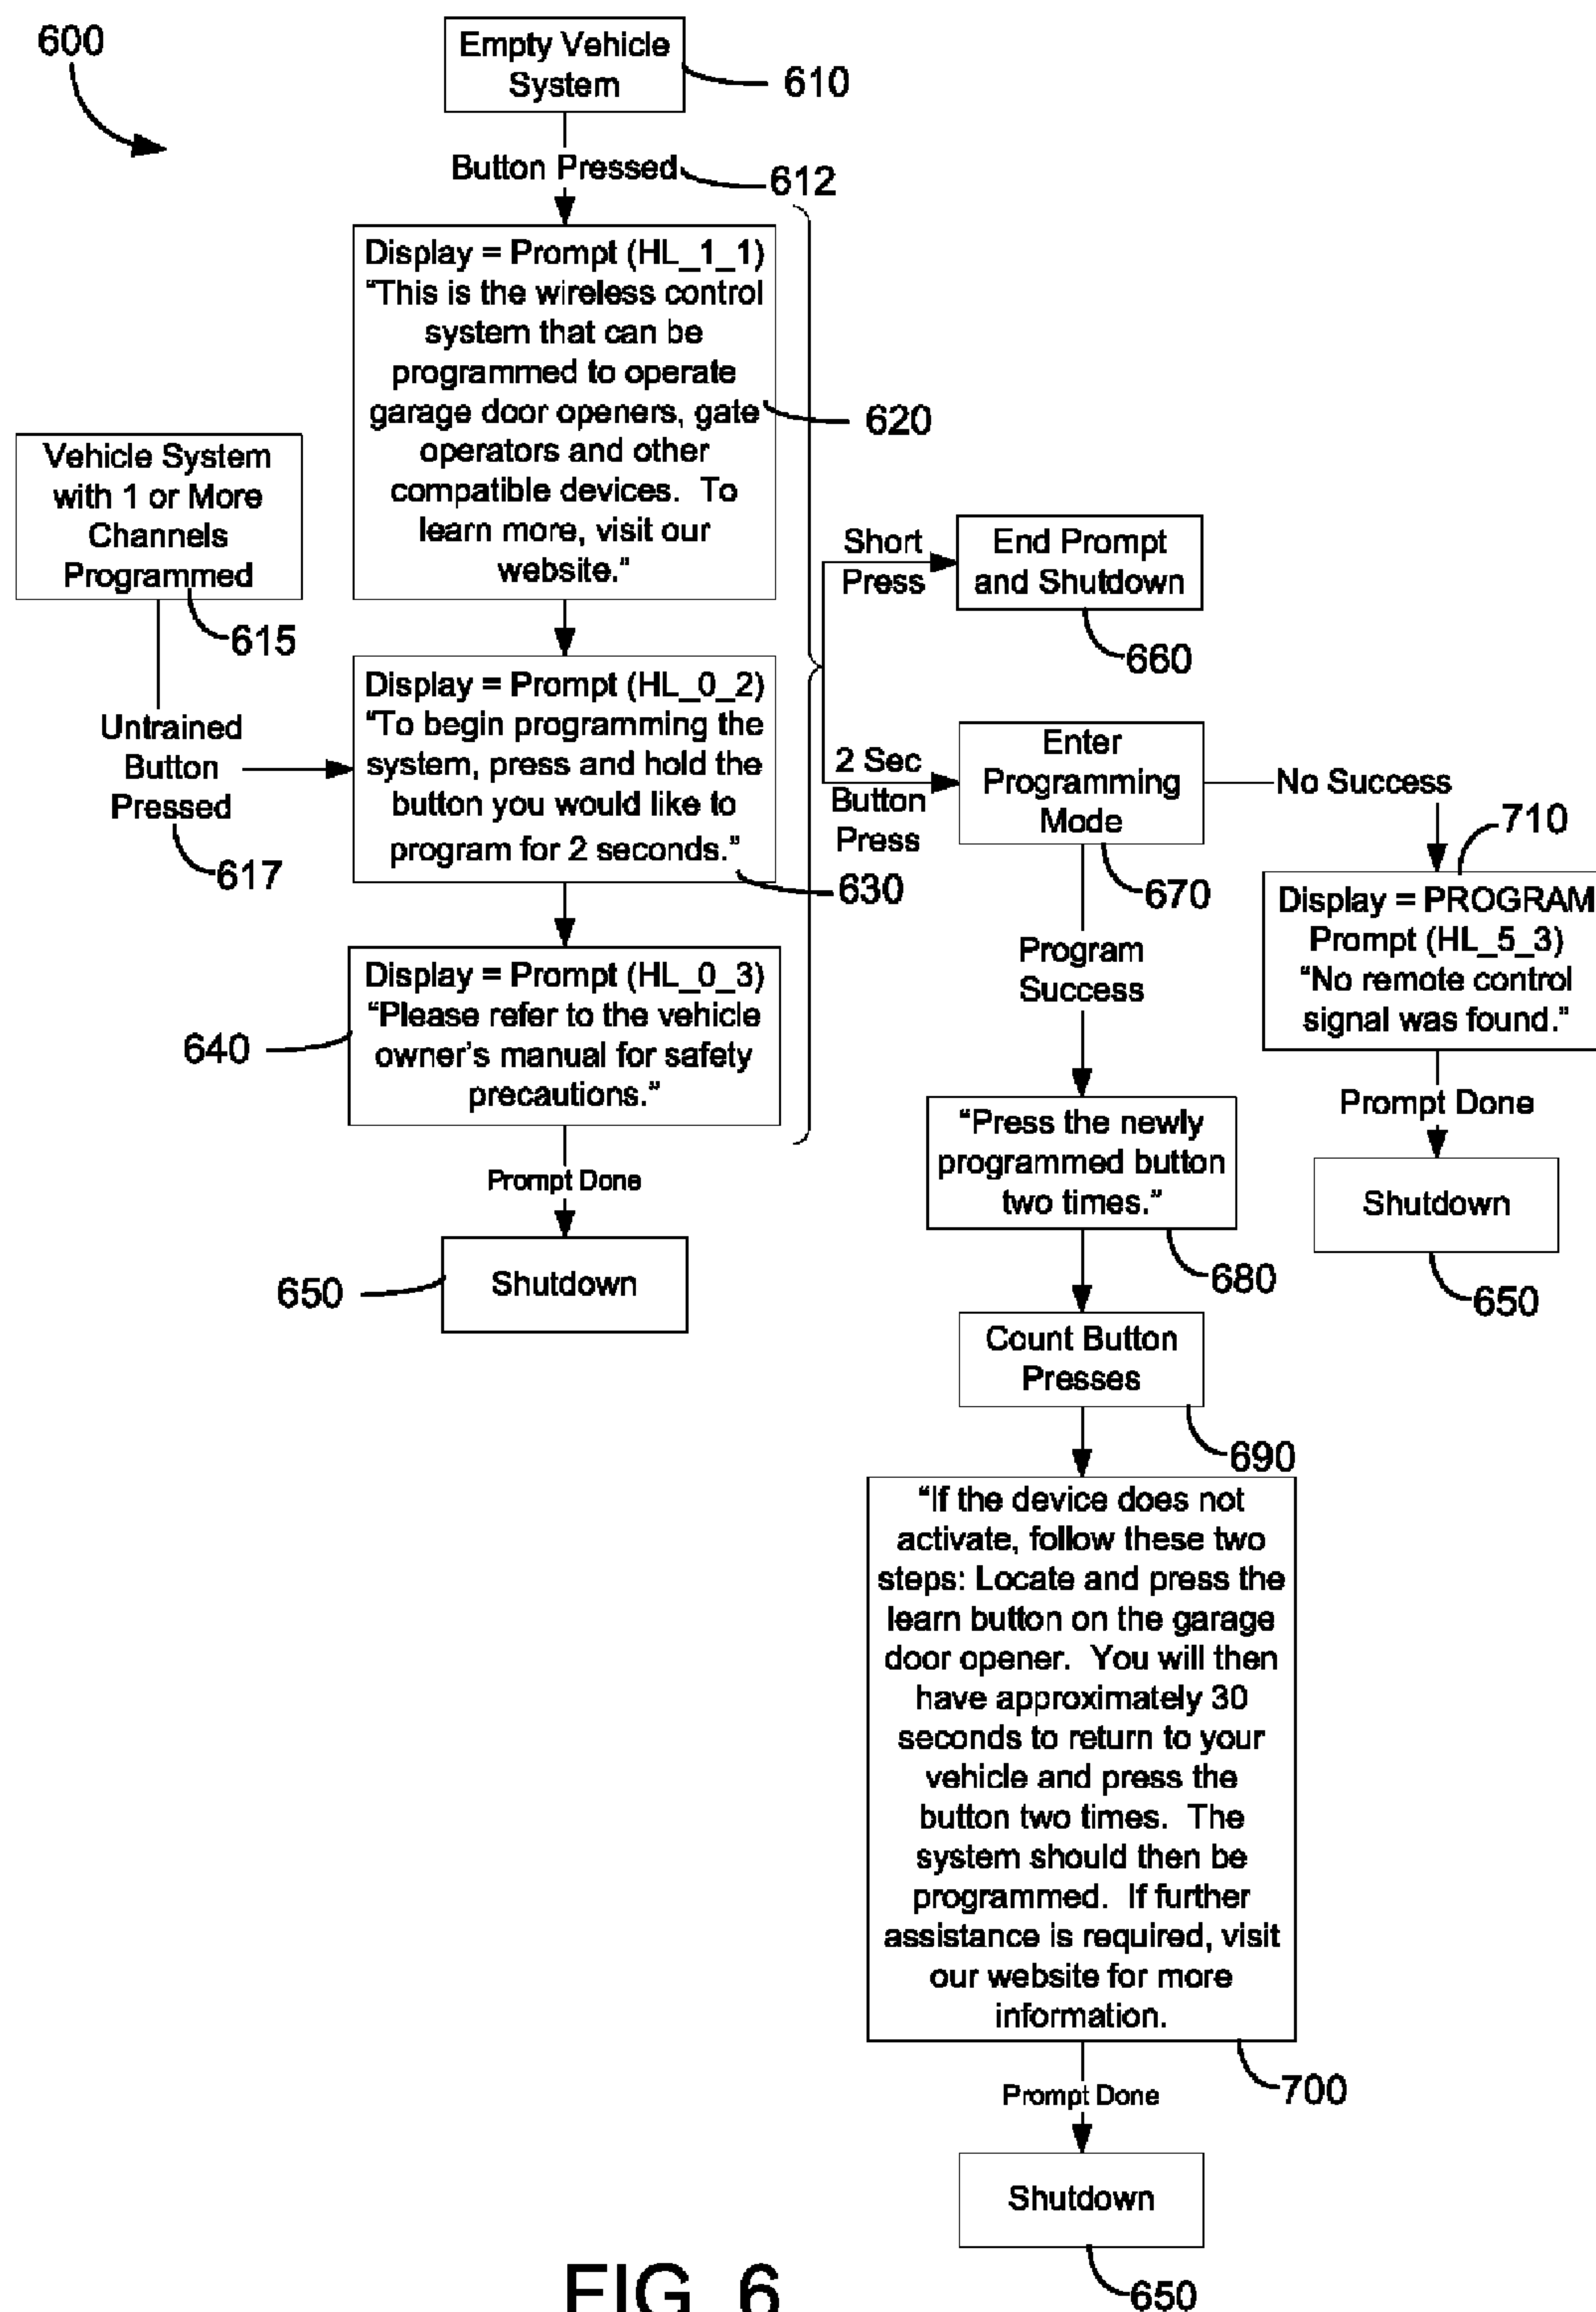 600
Empty Vehicle
System
610
Button Pressed
612
Display = Prompt (HL_1_1)
“This is the wireless control
system that can be
programmed to operate
garage door openers, gate
operators and other
compatible devices. To
learn more, visit our
website.”
620
Vehicle System
with 1 or More
Channels
Programmed
615
Untrained
Button
Pressed
617
Display = Prompt (HL_0_2)
“To begin programming the
system, press and hold the
button you would like to
program for 2 seconds.”
630
Display = Prompt (HL_0_3)
“Please refer to the vehicle
owner’s manual for safety
precautions.”
640
Prompt Done
Shutdown
650
Short
Press
End Prompt
and Shutdown
660
2 Sec
Button
Press
Enter
Programming
Mode
670
No Success
710
Display = PROGRAM
Prompt (HL_5_3)
“No remote control
signal was found.”
Prompt Done
Shutdown
650
Program
Success
“Press the newly
programmed button
two times.”
680
Count Button
Presses
690
“If the device does not
activate, follow these two
steps: Locate and press the
learn button on the garage
door opener. You will then
have approximately 30
seconds to return to your
vehicle and press the
button two times. The
system should then be
programmed. If further
assistance is required, visit
our website for more
information.
700
Prompt Done
Shutdown
650
FIG. 6